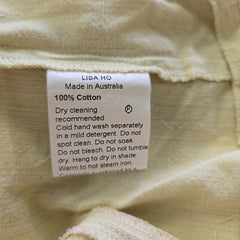 LISA HO
Made in Australia
100% Cotton
Dry cleaning
recommended Ⓟ
Cold hand wash separately
in a mild detergent. Do not
spot clean. Do not soak.
Do not bleach. Do not tumble
dry. Hang to dry in shade.
Warm to hot steam iron.